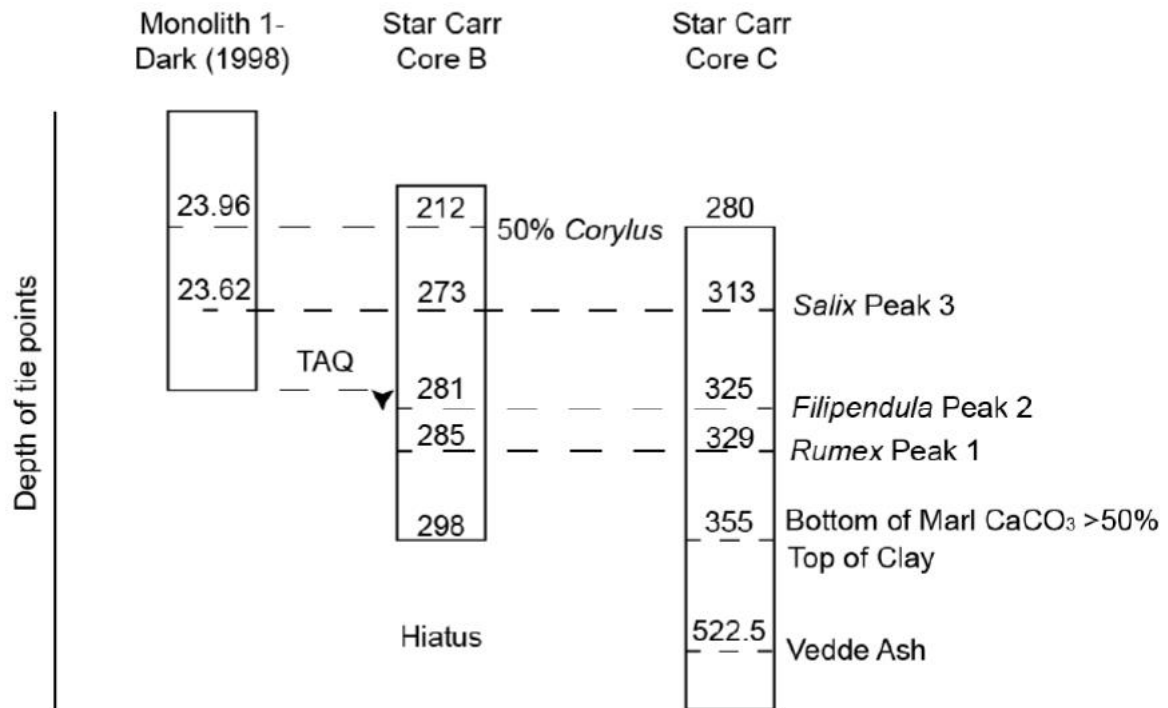 Monolith 1-
Dark (1998)
Star Carr
Core B
Star Carr
Core C
Depth of tie points
23.96
212
50% Corylus
280
23.62
273
313
Salix Peak 3
TAQ
281
325
Filipendula Peak 2
285
329
Rumex Peak 1
298
355
Bottom of Marl CaCO₃ >50%
Top of Clay
Hiatus
522.5
Vedde Ash